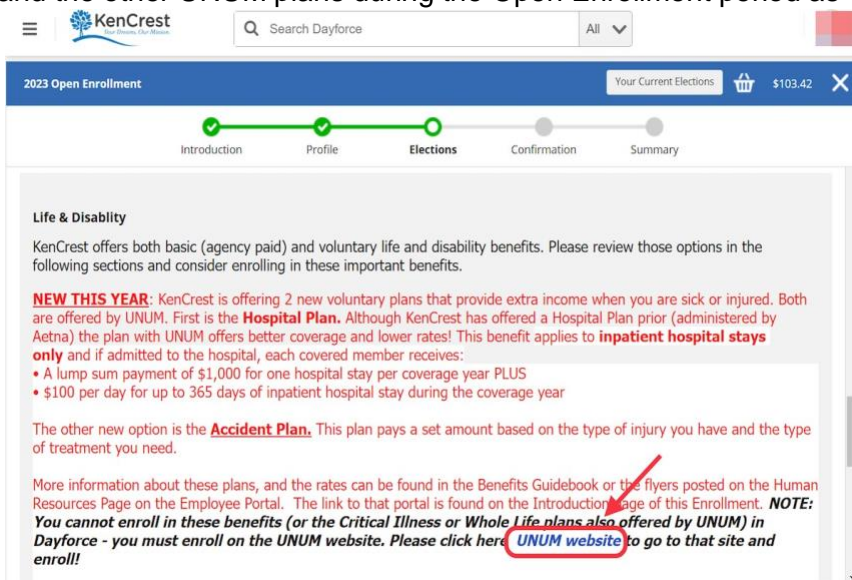 and the other UNUM plans during the Open Enrollment period as
KenCrest
Our Dreams, Our Mission
Search Dayforce
All
2023 Open Enrollment
Your Current Elections
$103.42
Introduction
Profile
Elections
Confirmation
Summary
Life & Disablity
KenCrest offers both basic (agency paid) and voluntary life and disability benefits. Please review those options in the
following sections and consider enrolling in these important benefits.
NEW THIS YEAR: KenCrest is offering 2 new voluntary plans that provide extra income when you are sick or injured. Both
are offered by UNUM. First is the Hospital Plan. Although KenCrest has offered a Hospital Plan prior (administered by
Aetna) the plan with UNUM offers better coverage and lower rates! This benefit applies to inpatient hospital stays
only and if admitted to the hospital, each covered member receives:
• A lump sum payment of $1,000 for one hospital stay per coverage year PLUS
• $100 per day for up to 365 days of inpatient hospital stay during the coverage year
The other new option is the Accident Plan. This plan pays a set amount based on the type of injury you have and the type
of treatment you need.
More information about these plans, and the rates can be found in the Benefits Guidebook or the flyers posted on the Human
Resources Page on the Employee Portal. The link to that portal is found on the Introduction page of this Enrollment. NOTE:
You cannot enroll in these benefits (or the Critical Illness or Whole Life plans also offered by UNUM) in
Dayforce - you must enroll on the UNUM website. Please click here UNUM website to go to that site and
enroll!